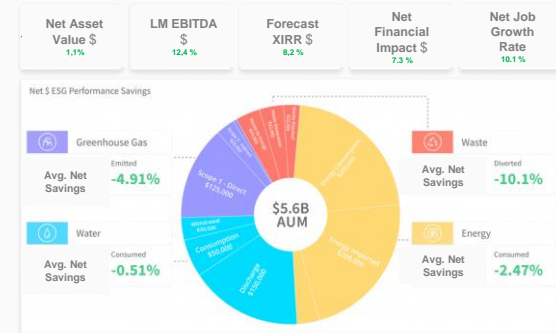 Net Asset
Value $
1,1%
LM EBITDA
$
12,4 %
Forecast
XIRR $
8,2 %
Net
Financial
Impact $
7.3 %
Net Job
Growth
Rate
10.1 %
Net $ ESG Performance Savings
Greenhouse Gas
Emitted
Avg. Net
Savings
-4.91%
Water
Consumed
Avg. Net
Savings
-0.51%
Scope 1 - Direct
$125,000
Consumption
$50,000
Discharge
$150,000
$5.6B
AUM
Energy Imported
Waste
Diverted
Avg. Net
Savings
-10.1%
Energy
Consumed
Avg. Net
Savings
-2.47%